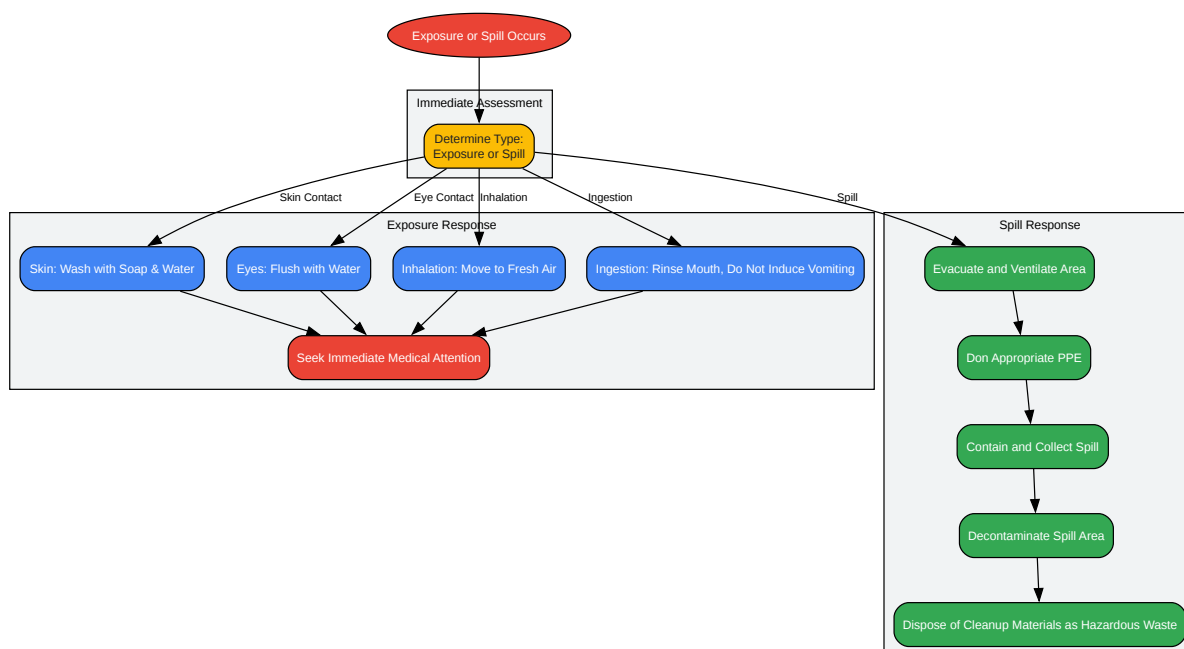 Exposure or Spill Occurs
Immediate Assessment
Determine Type:
Exposure or Spill
Skin Contact
Eye Contact
Inhalation
Ingestion
Spill
Exposure Response
Spill Response
Skin: Wash with Soap & Water
Eyes: Flush with Water
Inhalation: Move to Fresh Air
Ingestion: Rinse Mouth, Do Not Induce Vomiting
Evacuate and Ventilate Area
Seek Immediate Medical Attention
Don Appropriate PPE
Contain and Collect Spill
Decontaminate Spill Area
Dispose of Cleanup Materials as Hazardous Waste